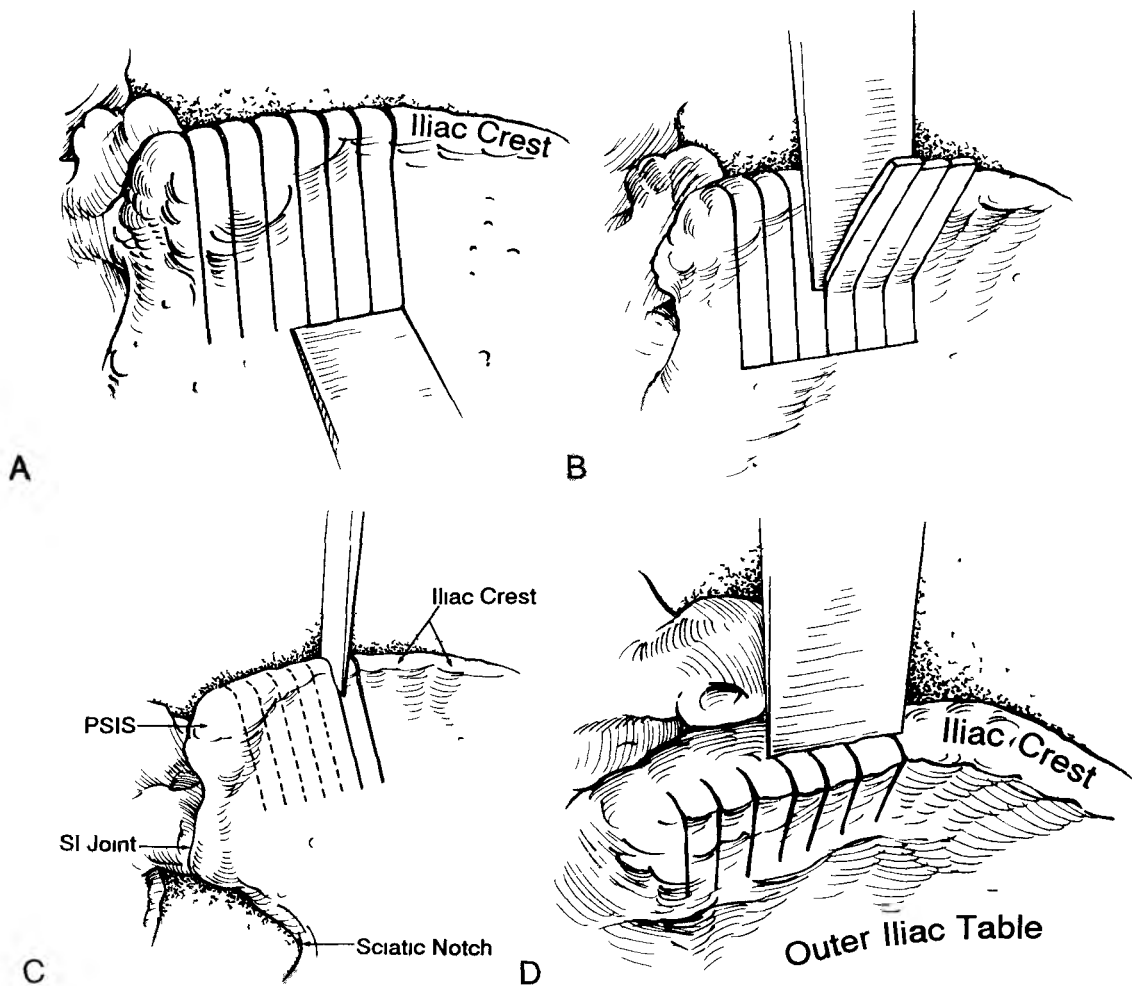 Iliac Crest
A
B
Iliac Crest
PSIS
SI Joint
Sciatic Notch
C
Iliac Crest
Outer Iliac Table
D